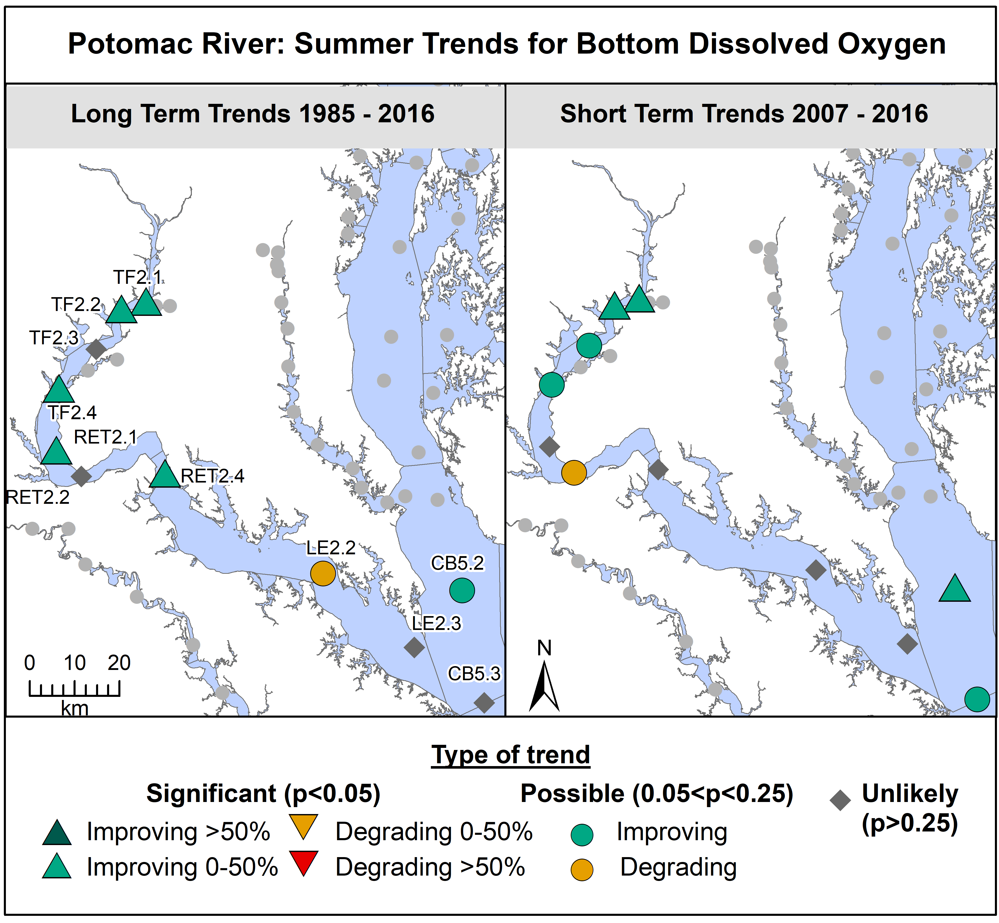 Potomac River: Summer Trends for Bottom Dissolved Oxygen
Long Term Trends 1985 - 2016
Short Term Trends 2007 - 2016
TF2.1
TF2.2
TF2.3
TF2.4
RET2.1
RET2.4
RET2.2
LE2.2
CB5.2
LE2.3
CB5.3
0 10 20
km
N
Type of trend
Significant (p<0.05)
Improving >50%
Improving 0-50%
Degrading 0-50%
Degrading >50%
Possible (0.05<p<0.25)
Improving
Degrading
Unlikely
(p>0.25)